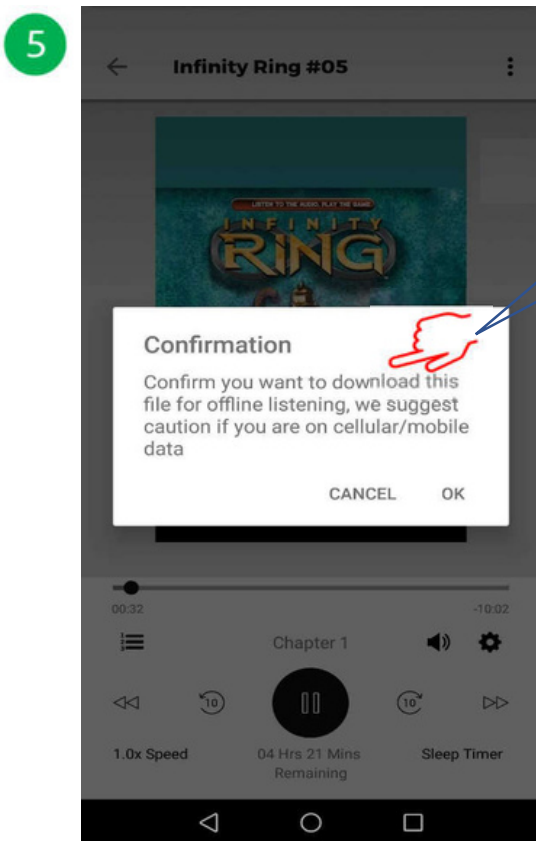 5
Infinity Ring #05
LISTEN TO THE AUDIO. PLAY THE GAME
INFINITY
RING
Confirmation
Confirm you want to download this
file for offline listening, we suggest
caution if you are on cellular/mobile
data
CANCEL OK
00:32 -10:02
Chapter 1
10 10
1.0x Speed 04 Hrs 21 Mins Sleep Timer
Remaining